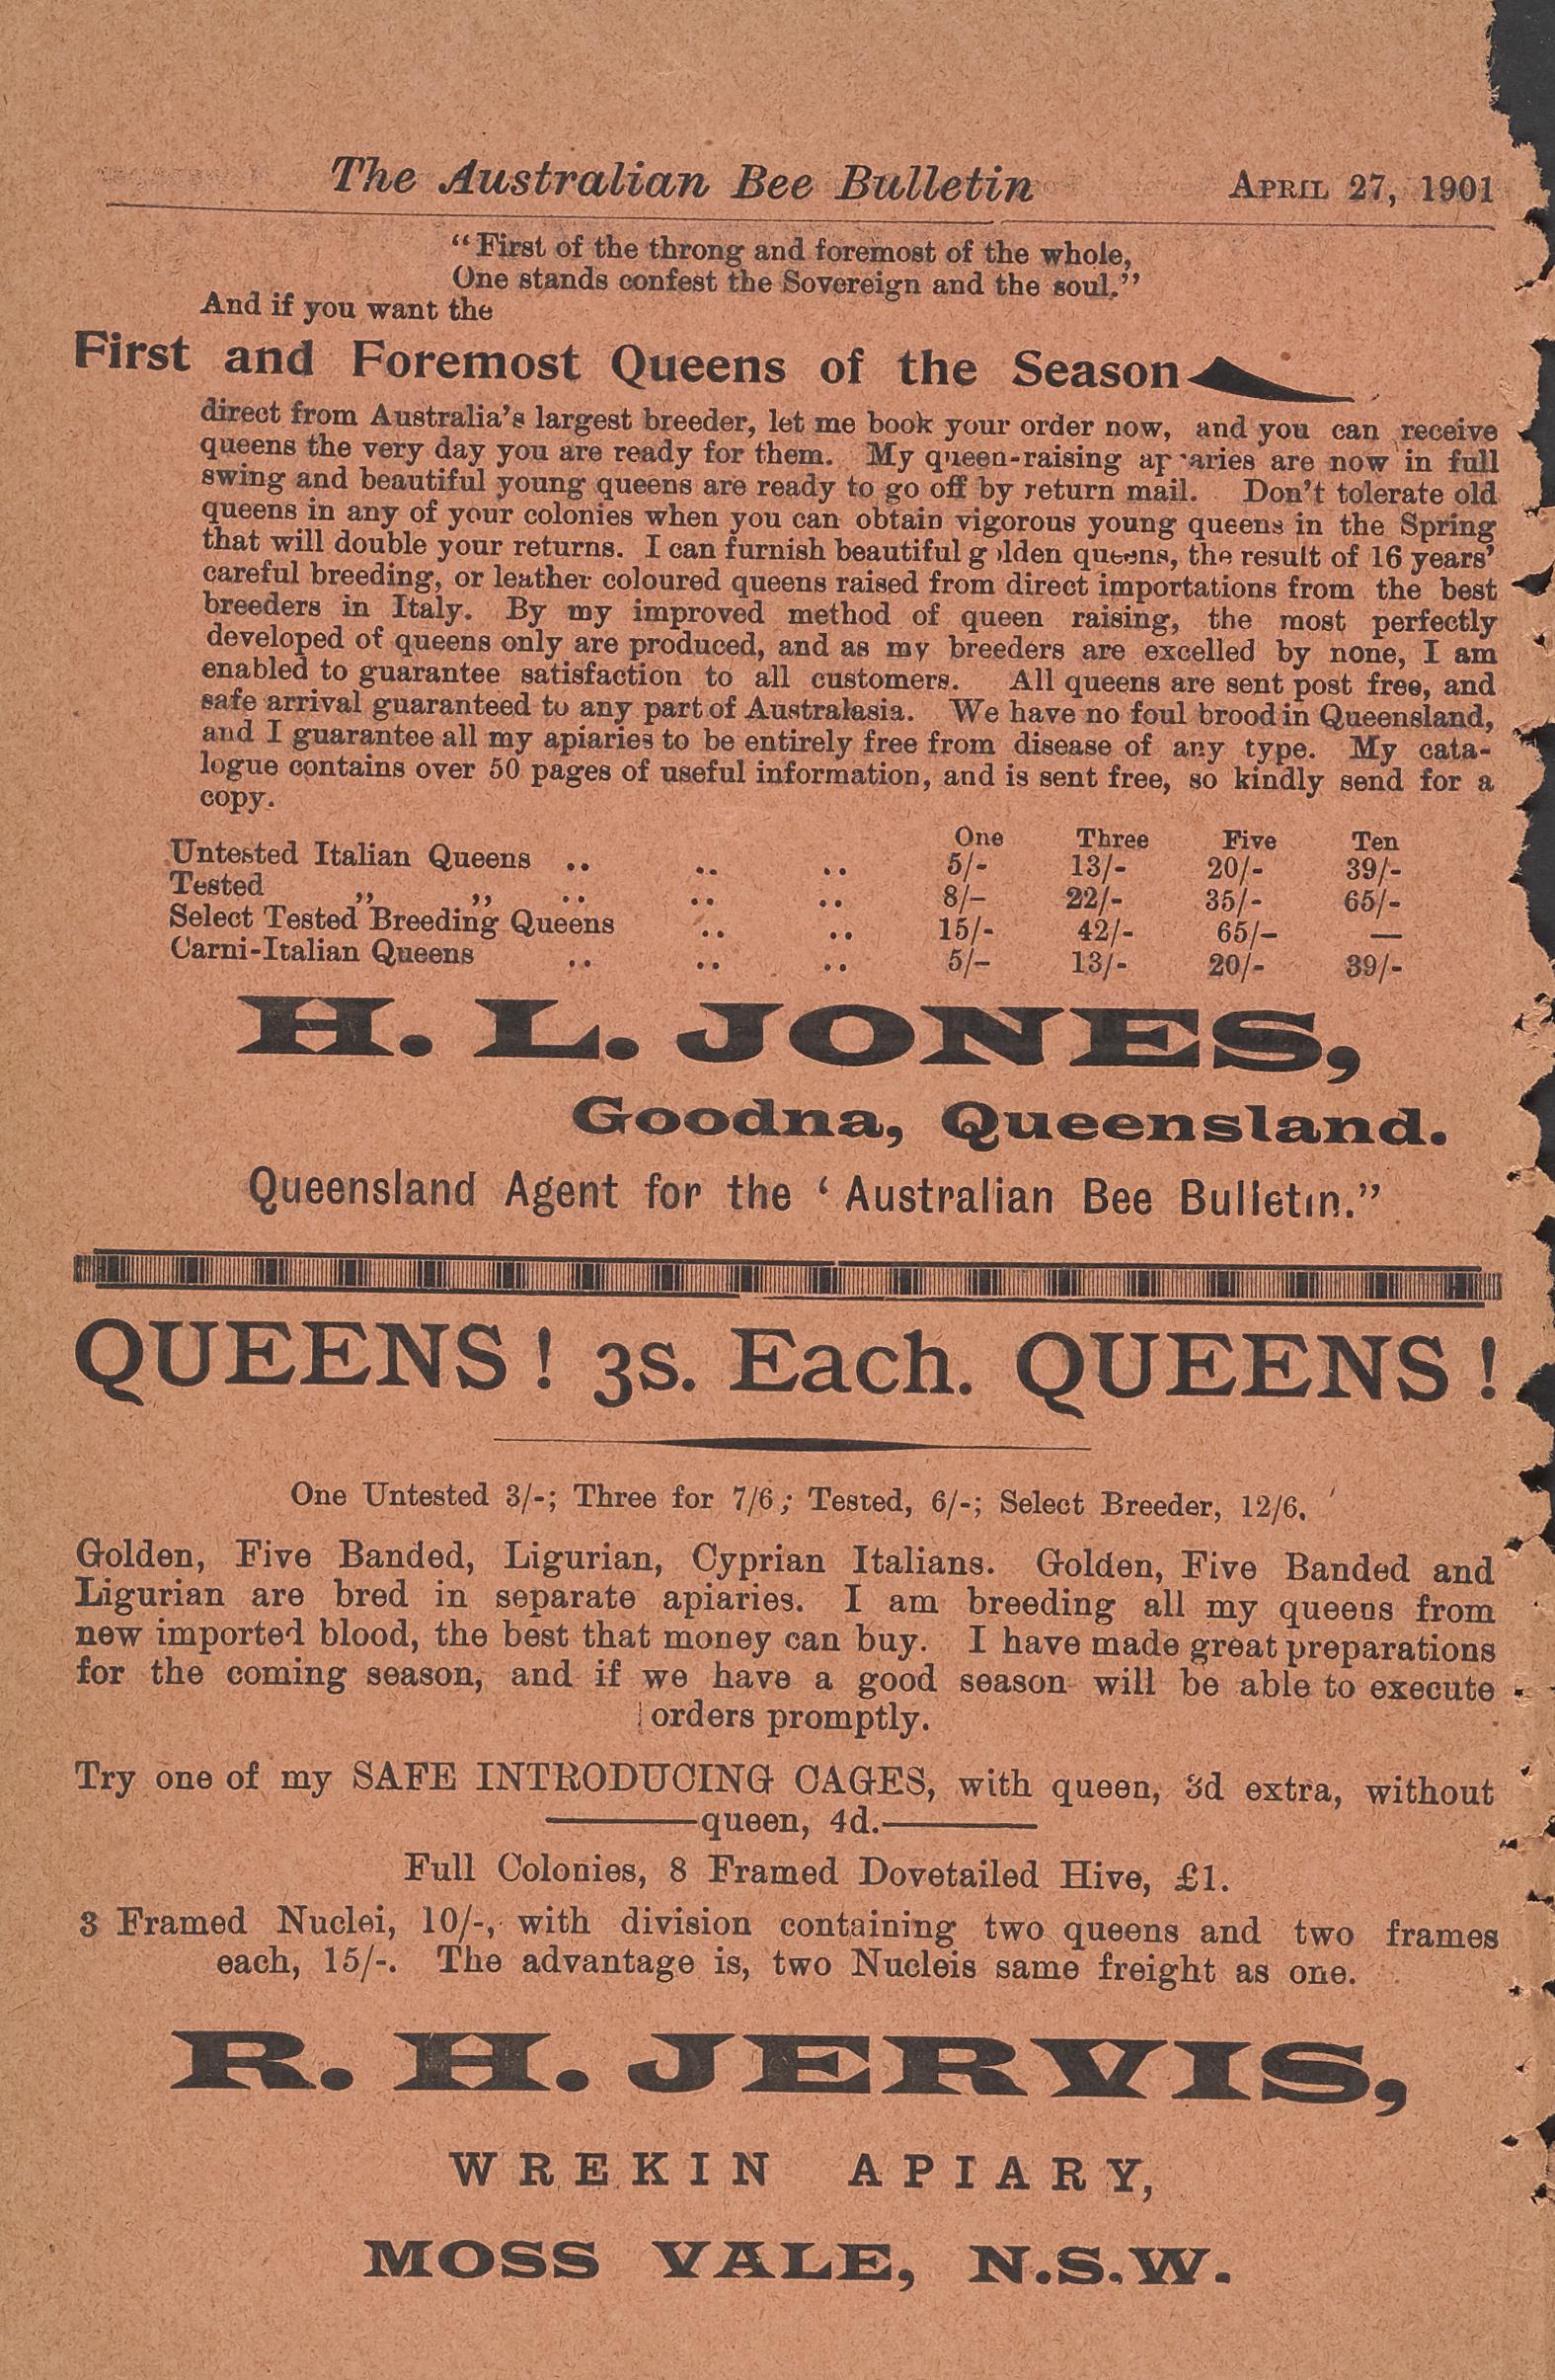 The Australian Bee Bulletin APRIL 27, 1901
"First of the throng and foremost of the whole,
One stands confest the Sovereign and the soul."
And if you want the
First and Foremost Queens of the Season
direct from Australia's largest breeder, let me book your order now, and you can receive
queens the very day you are ready for them. My queen-raising ap aries are now in full
swing and beautiful young queens are ready to go off by return mail. Don't tolerate old
queens in any of your colonies when you can obtain vigorous young queens in the Spring
that will double your returns. I can furnish beautiful g lden queens, the result of 16 years'
careful breeding, or leather coloured queens raised from direct importations from the best
breeders in Italy. By my improved method of queen raising, the most perfectly
developed of queens only are produced, and as my breeders are excelled by none, I am
enabled to guarantee satisfaction to all customers. All queens are sent post free, and
safe arrival guaranteed to any part of Australasia. We have no foul brood in Queensland,
and I guarantee all my apiaries to be entirely free from disease of any type. My cata-
logue contains over 50 pages of useful information, and is sent free, so kindly send for a
copy.
One Three Five Ten
Untested Italian Queens .. .. .. 5/- 13/- 20/- 39/-
Tested ,, ,, .. .. .. 8/- 22/- 35/- 65/-
Select Tested Breeding Queens .. .. 15/- 42/- 65/- —
Carni-Italian Queens .. .. .. 5/- 13/- 20/- 39/-
H. L. JONES,
Goodna, Queensland.
Queensland Agent for the ' Australian Bee Bulletin."
QUEENS! 3s. Each. QUEENS!
One Untested 3/-; Three for 7/6; Tested, 6/-; Select Breeder, 12/6.
Golden, Five Banded, Ligurian, Cyprian Italians. Golden, Five Banded and
Ligurian are bred in separate apiaries. I am breeding all my queens from
new imported blood, the best that money can buy. I have made great preparations
for the coming season, and if we have a good season will be able to execute
orders promptly.
Try one of my SAFE INTRODUCING CAGES, with queen, 3d extra, without
queen, 4d.
Full Colonies, 8 Framed Dovetailed Hive, £1.
3 Framed Nuclei, 10/-, with division containing two queens and two frames
each, 15/-. The advantage is, two Nucleis same freight as one.
R. H. JERVIS,
WREKIN APIARY,
MOSS VALE, N.S.W.